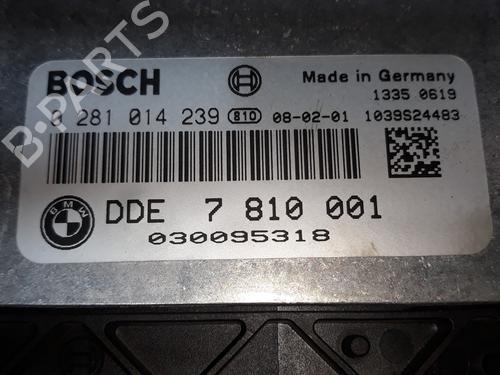 B-PARTS
BOSCH
Made in Germany
1335 0619
0 281 014 239 810 08-02-01 1039S24483
BMW
DDE 7 810 001
030095318